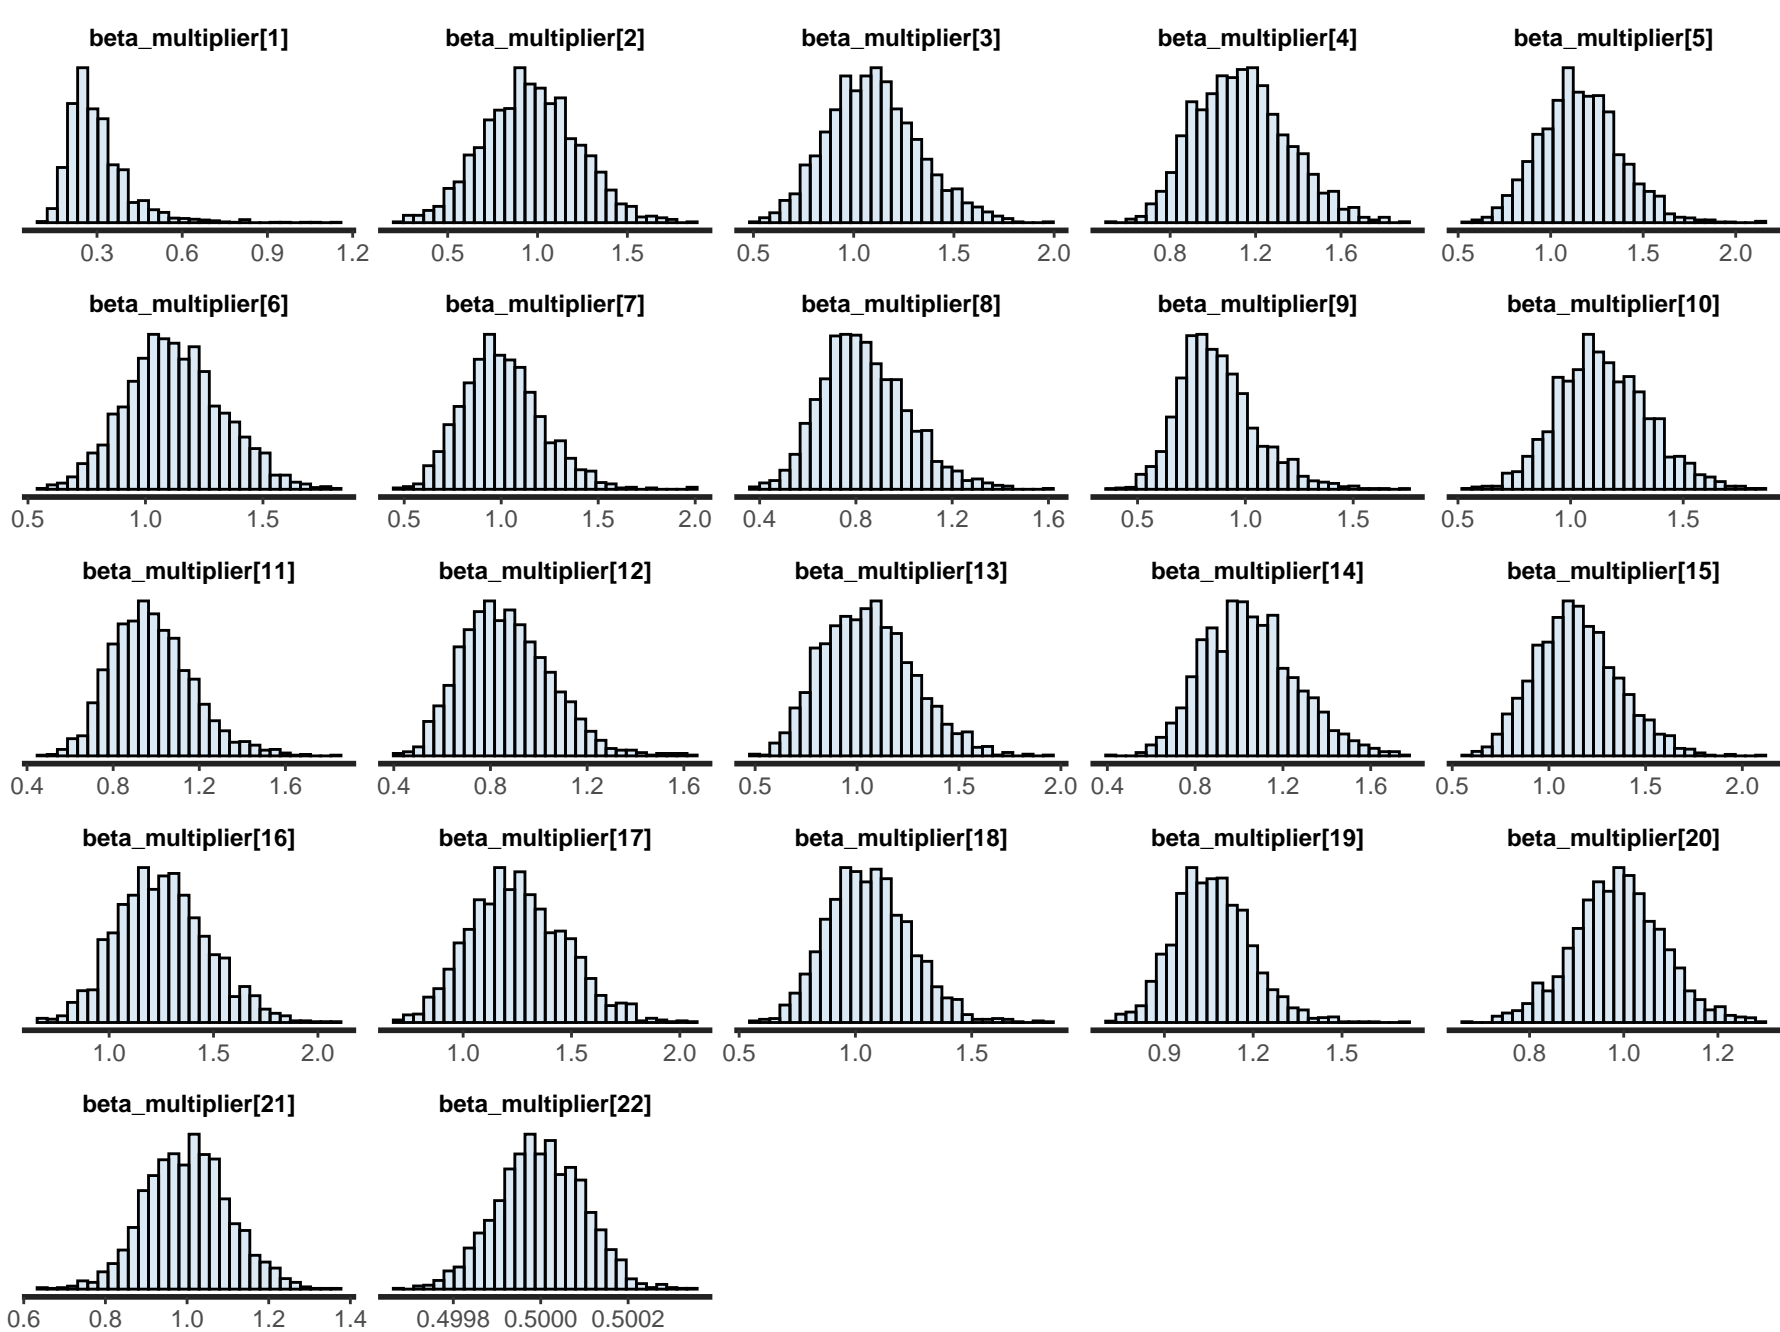 beta_multiplier[1] beta_multiplier[2] beta_multiplier[3] beta_multiplier[4] beta_multiplier[5]
0.3 0.6 0.9 1.2 0.5 1.0 1.5 0.5 1.0 1.5 2.0 0.8 1.2 1.6 0.5 1.0 1.5 2.0
beta_multiplier[6] beta_multiplier[7] beta_multiplier[8] beta_multiplier[9] beta_multiplier[10]
0.5 1.0 1.5 0.5 1.0 1.5 2.0 0.4 0.8 1.2 1.6 0.5 1.0 1.5 0.5 1.0 1.5
beta_multiplier[11] beta_multiplier[12] beta_multiplier[13] beta_multiplier[14] beta_multiplier[15]
0.4 0.8 1.2 1.6 0.4 0.8 1.2 1.6 0.5 1.0 1.5 2.0 0.4 0.8 1.2 1.6 0.5 1.0 1.5 2.0
beta_multiplier[16] beta_multiplier[17] beta_multiplier[18] beta_multiplier[19] beta_multiplier[20]
1.0 1.5 2.0 1.0 1.5 2.0 0.5 1.0 1.5 0.9 1.2 1.5 0.8 1.0 1.2
beta_multiplier[21] beta_multiplier[22]
0.6 0.8 1.0 1.2 1.4 0.4998 0.5000 0.5002